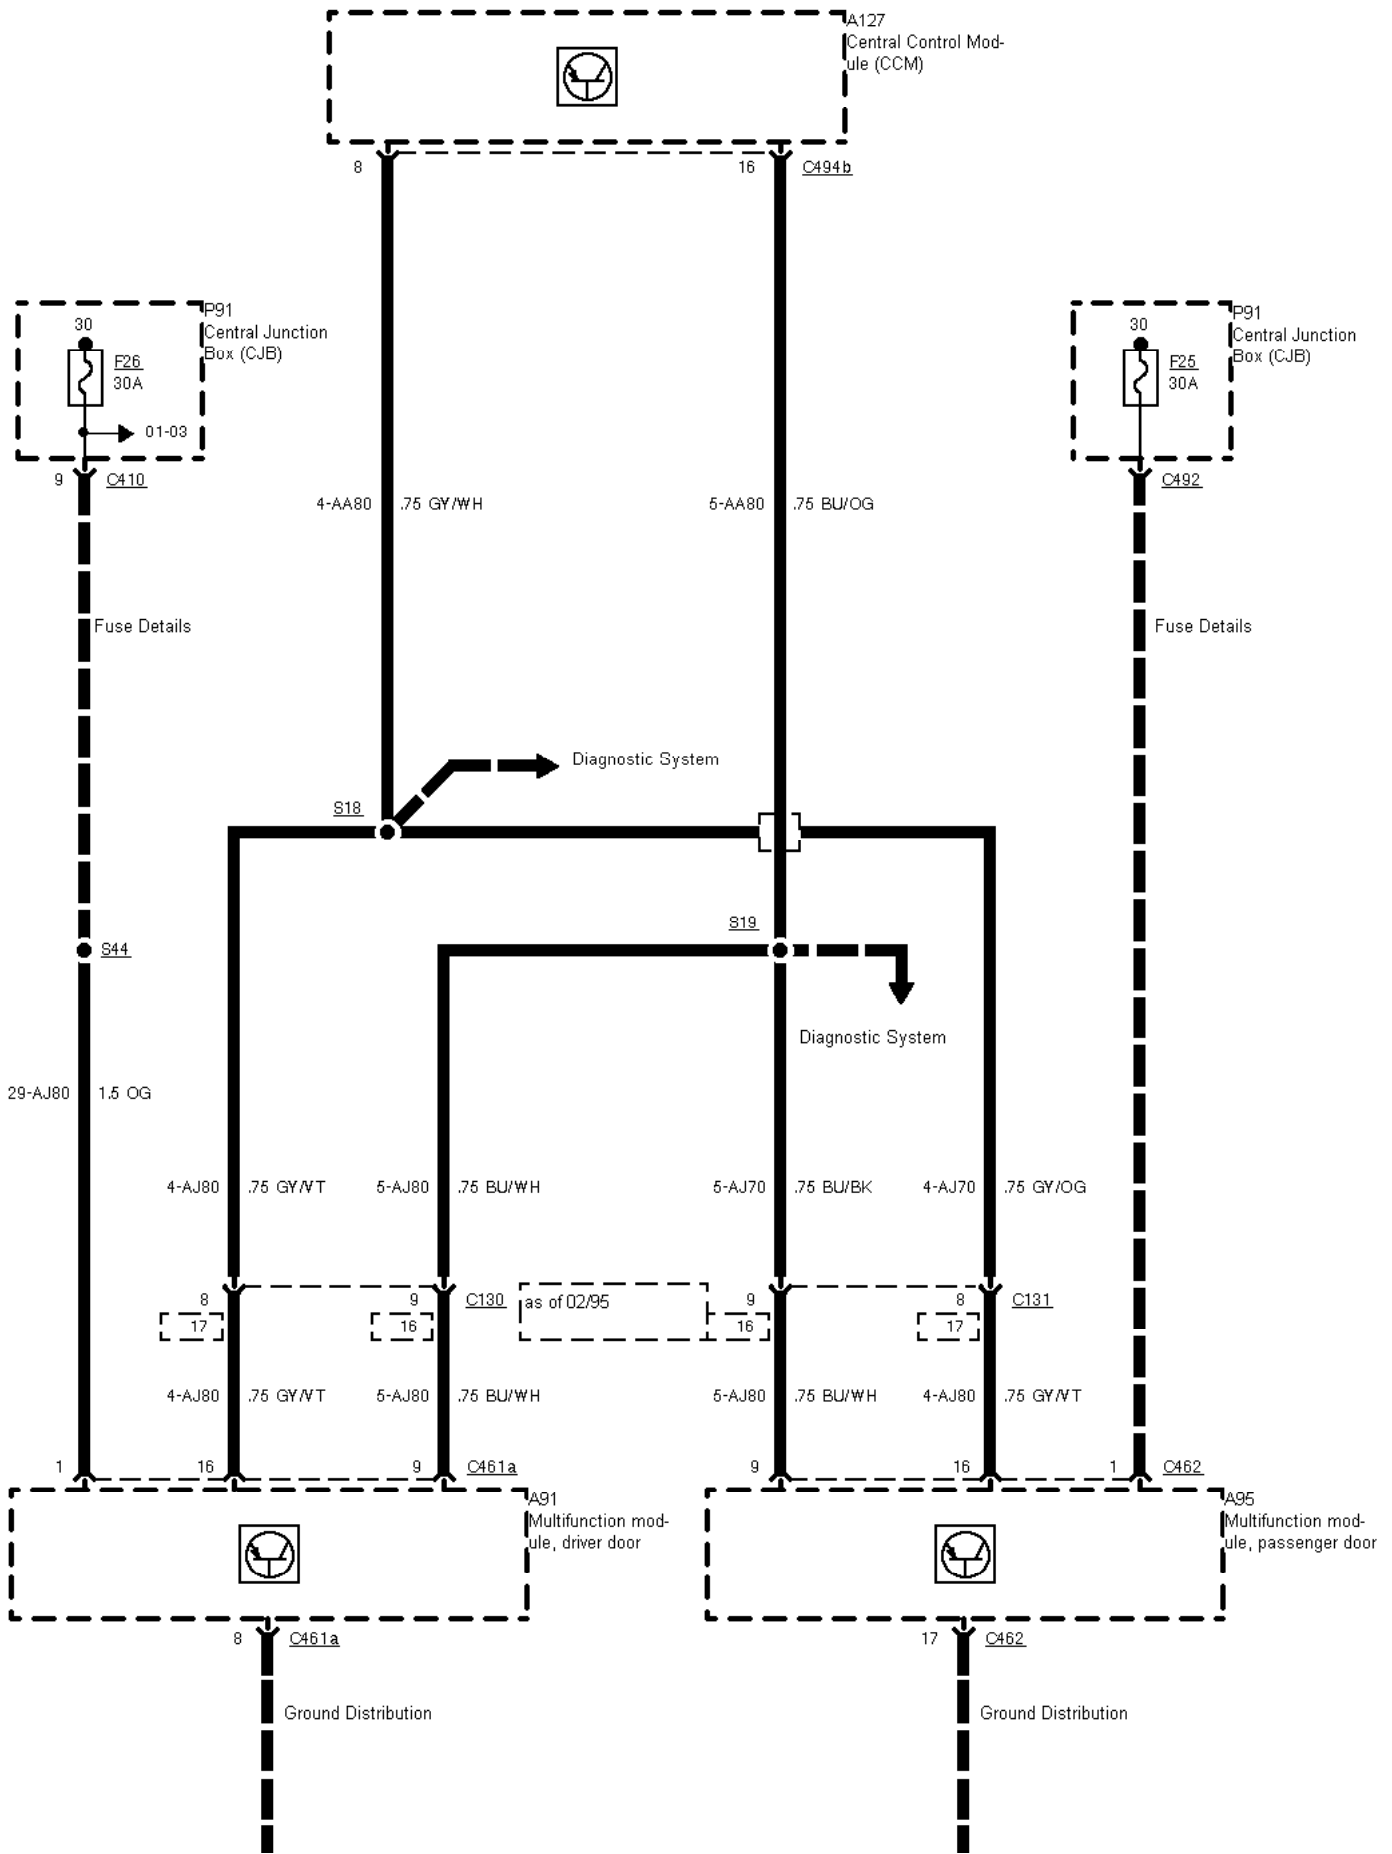 A127
Central Control Mod-
ule (CCM)
8
16
C494b
P91
Central Junction
Box (CJB)
30
F26
30A
01-03
9
C410
P91
Central Junction
Box (CJB)
30
F25
30A
C492
4-AA80
.75 GY/WH
5-AA80
.75 BU/OG
Fuse Details
Fuse Details
Diagnostic System
S18
S19
S44
Diagnostic System
29-AJ80
1.5 OG
4-AJ80
.75 GY/VT
5-AJ80
.75 BU/WH
5-AJ70
.75 BU/BK
4-AJ70
.75 GY/OG
8
9
C130
as of 02/95
9
8
C131
17
16
16
17
4-AJ80
.75 GY/VT
5-AJ80
.75 BU/WH
5-AJ80
.75 BU/WH
4-AJ80
.75 GY/VT
1
16
9
C461a
9
16
1
C462
A91
Multifunction mod-
ule, driver door
A95
Multifunction mod-
ule, passenger door
8
C461a
17
C462
Ground Distribution
Ground Distribution